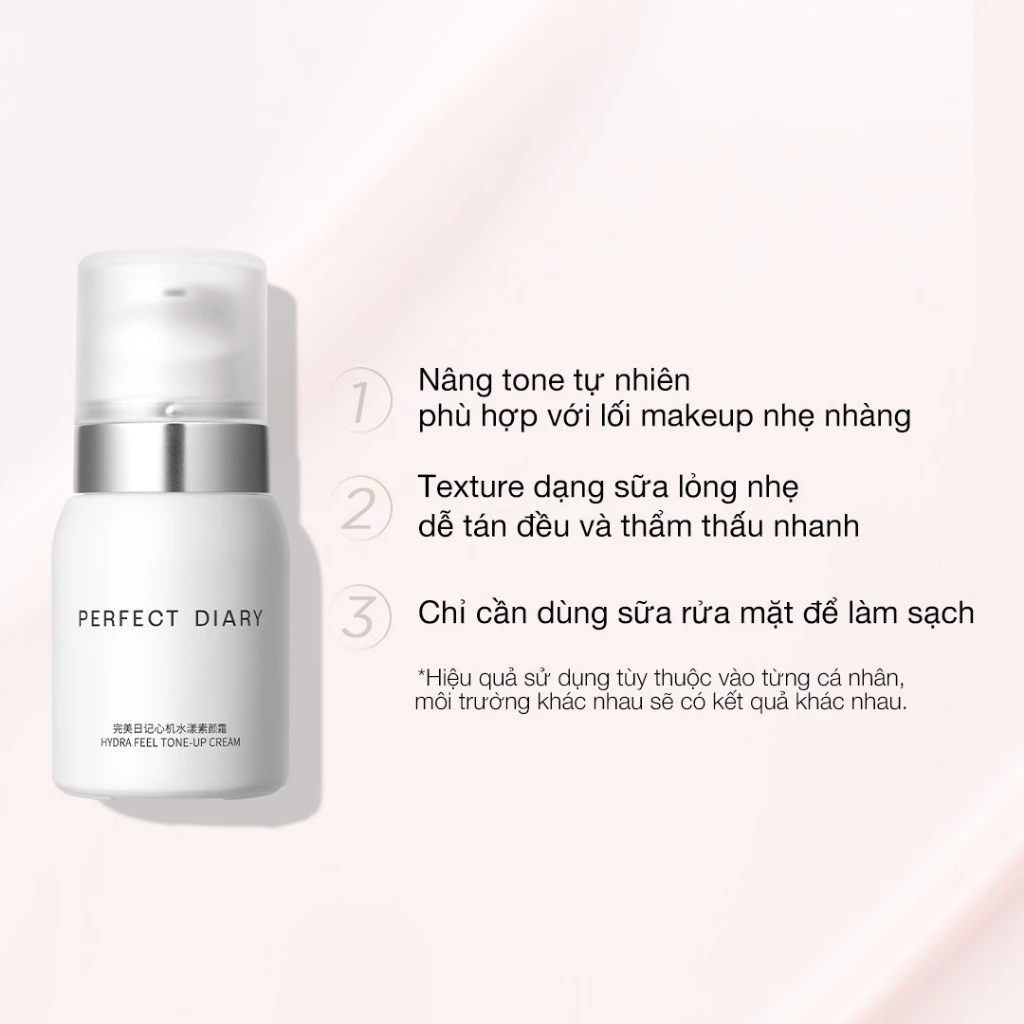 1
Nâng tone tự nhiên
phù hợp với lối makeup nhẹ nhàng
2
Texture dạng sữa lỏng nhẹ
dễ tán đều và thẩm thấu nhanh
3
Chỉ cần dùng sữa rửa mặt để làm sạch
*Hiệu quả sử dụng tùy thuộc vào từng cá nhân,
môi trường khác nhau sẽ có kết quả khác nhau.
PERFECT DIARY
完美日记心机水漾素颜霜
HYDRA FEEL TONE-UP CREAM